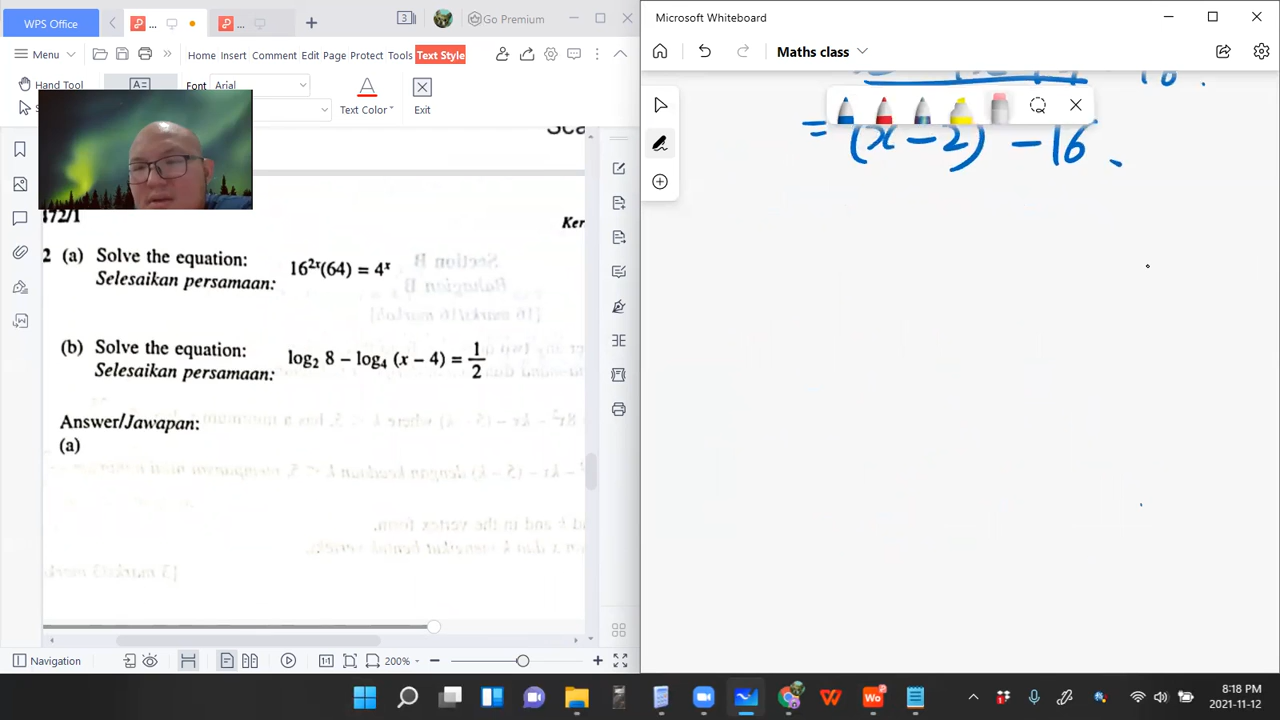 WPS Office
...
...
3
Go Premium
Menu
Home Insert Comment Edit Page Protect Tools Text Style
Hand Tool
Font Arial
Text Color
Exit
472/1
2 (a) Solve the equation: 16^{2x}(64) = 4^x
Selesaikan persamaan:
(b) Solve the equation: log₂ 8 – log₄ (x – 4) = 1/2
Selesaikan persamaan:
Answer/Jawapan:
(a)
Navigation
200%
Microsoft Whiteboard
Maths class
= (x-2) -16
8:18 PM
2021-11-12